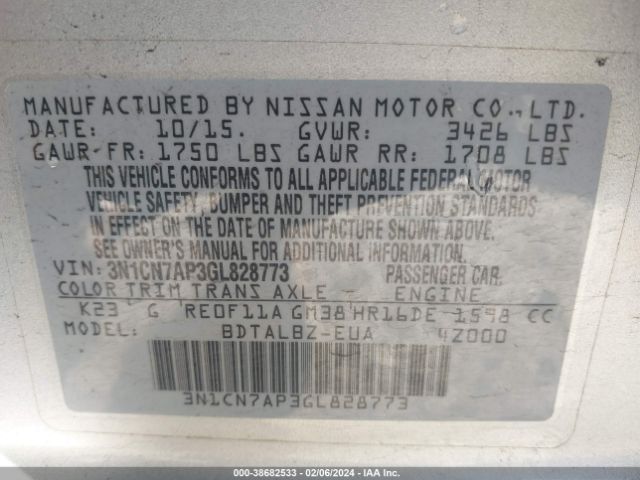 MANUFACTURED BY NISSAN MOTOR CO., LTD.
DATE: 10/15. GVWR: 3426 LBS
GAWR-FR: 1750 LBS GAWR RR: 1708 LBS
THIS VEHICLE CONFORMS TO ALL APPLICABLE FEDERAL MOTOR
VEHICLE SAFETY, BUMPER AND THEFT PREVENTION STANDARDS
IN EFFECT ON THE DATE OF MANUFACTURE SHOWN ABOVE.
SEE OWNER'S MANUAL FOR ADDITIONAL INFORMATION.
VIN: 3N1CN7AP3GL828773 PASSENGER CAR.
COLOR TRIM TRANS AXLE - ENGINE
K23 G RE0F11A GM38 HR16DE 1598 CC
MODEL: BDTALBZ-EUA 4Z000
3N1CN7AP3GL828773
000-38682533 - 02/06/2024 - IAA Inc.